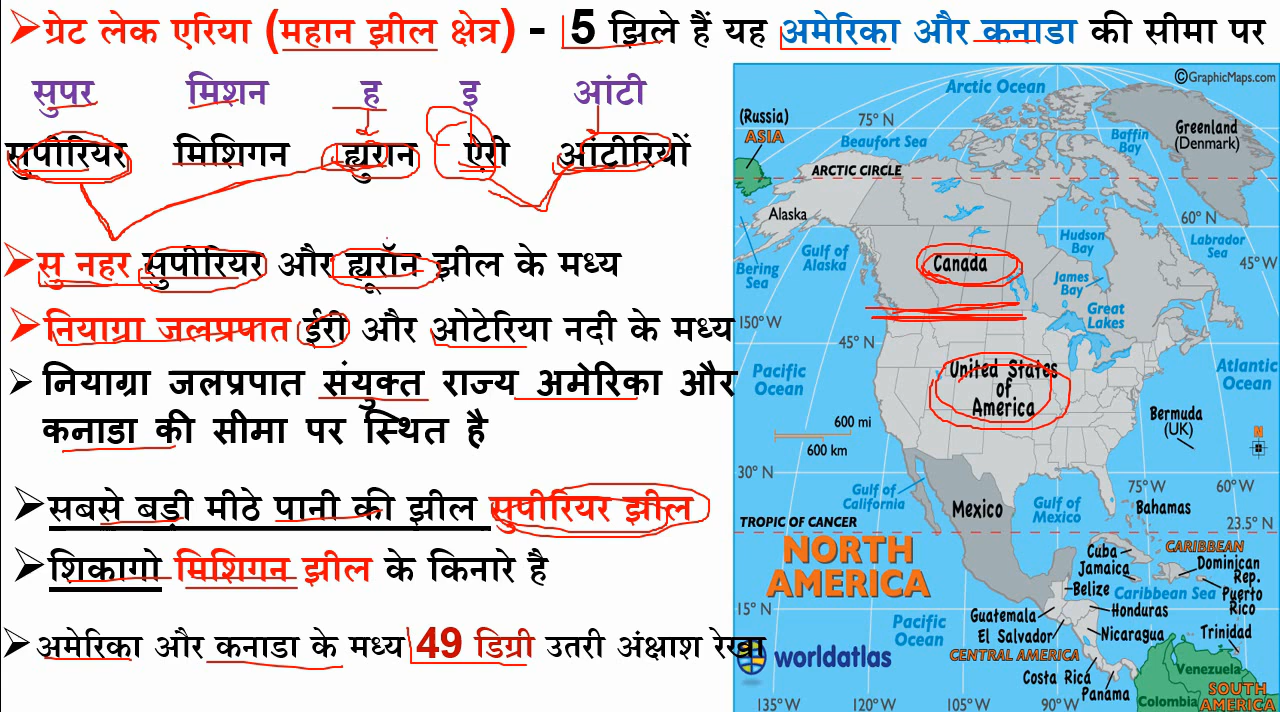 ➢ग्रेट लेक एरिया (महान झील क्षेत्र) - 5 झिले हैं यह अमेरिका और कनाडा की सीमा पर
सुपर मिशन ह इ आंटी
सुपीरियर मिशिगन ह्युरान ऐरी आंटीरियों
➢सु नहर सुपीरियर और ह्यूरॉन झील के मध्य
➢नियाग्रा जलप्रपात ईरी और ओटेरिया नदी के मध्य
➢नियाग्रा जलप्रपात संयुक्त राज्य अमेरिका और
कनाडा की सीमा पर स्थित है
➢सबसे बड़ी मीठे पानी की झील सुपीरियर झील
➢शिकागो मिशिगन झील के किनारे है
➢अमेरिका और कनाडा के मध्य 49 डिग्री उतरी अंक्षाश रेखा
©GraphicMaps.com
Arctic Ocean
(Russia)
ASIA
75° N
Beaufort Sea
Baffin
Bay
Greenland
(Denmark)
ARCTIC CIRCLE
Alaska
60° N
Bering
Sea
Gulf of
Alaska
Hudson
Bay
Labrador
Sea
45° W
Canada
James
Bay
Great
Lakes
150° W
45° N
Pacific
Ocean
United States
of
America
Atlantic
Ocean
600 mi
600 km
Bermuda
(UK)
N
30° N
Gulf of
California
Mexico
Gulf of
Mexico
75° W
60° W
Bahamas
TROPIC OF CANCER
23.5° N
NORTH
AMERICA
Cuba
Jamaica
CARIBBEAN
Dominican
Rep.
Belize
Caribbean Sea
Puerto
Rico
15° N
Pacific
Ocean
Guatemala
Honduras
El Salvador
Nicaragua
Trinidad
CENTRAL AMERICA
worldatlas
Costa Rica
Panama
Venezuela
Colombia
SOUTH
AMERICA
135° W
120° W
105° W
90° W